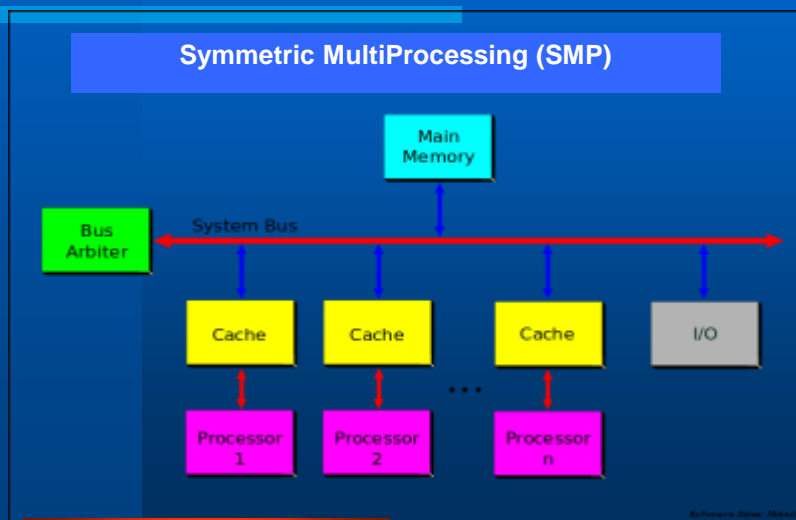 Symmetric MultiProcessing (SMP)
Main
Memory
Bus
Arbiter
System Bus
Cache
Cache
Cache
I/O
...
Processor
1
Processor
2
Processor
n